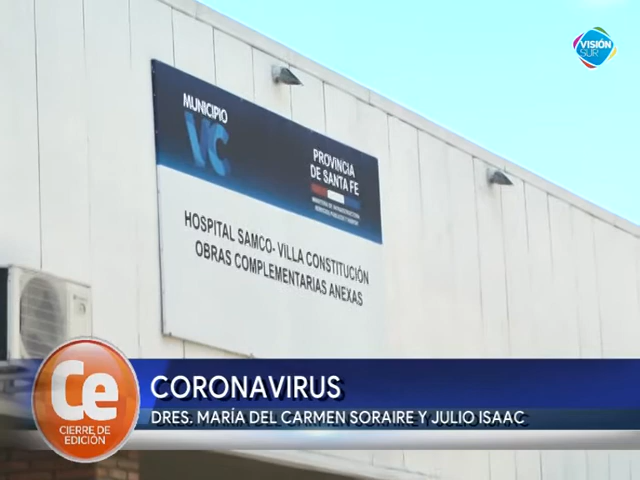 VISIÓN
SUR
MUNICIPIO
VC
PROVINCIA
DE SANTA FE
HOSPITAL SAMCO- VILLA CONSTITUCIÓN
OBRAS COMPLEMENTARIAS ANEXAS
Ce
CIERRE DE
EDICIÓN
CORONAVIRUS
DRES. MARÍA DEL CARMEN SORAIRE Y JULIO ISAAC